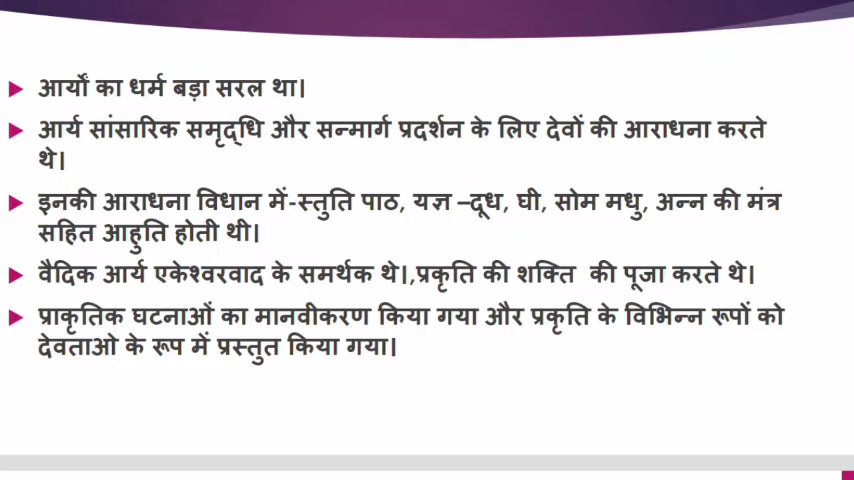 आर्यों का धर्म बड़ा सरल था।
आर्य सांसारिक समृद्धि और सन्मार्ग प्रदर्शन के लिए देवों की आराधना करते
थे।
इनकी आराधना विधान में-स्तुति पाठ, यज्ञ –दूध, घी, सोम मधु, अन्न की मंत्र
सहित आहुति होती थी।
वैदिक आर्य एकेश्वरवाद के समर्थक थे।,प्रकृति की शक्ति की पूजा करते थे।
प्राकृतिक घटनाओं का मानवीकरण किया गया और प्रकृति के विभिन्न रूपों को
देवताओ के रूप में प्रस्तुत किया गया।